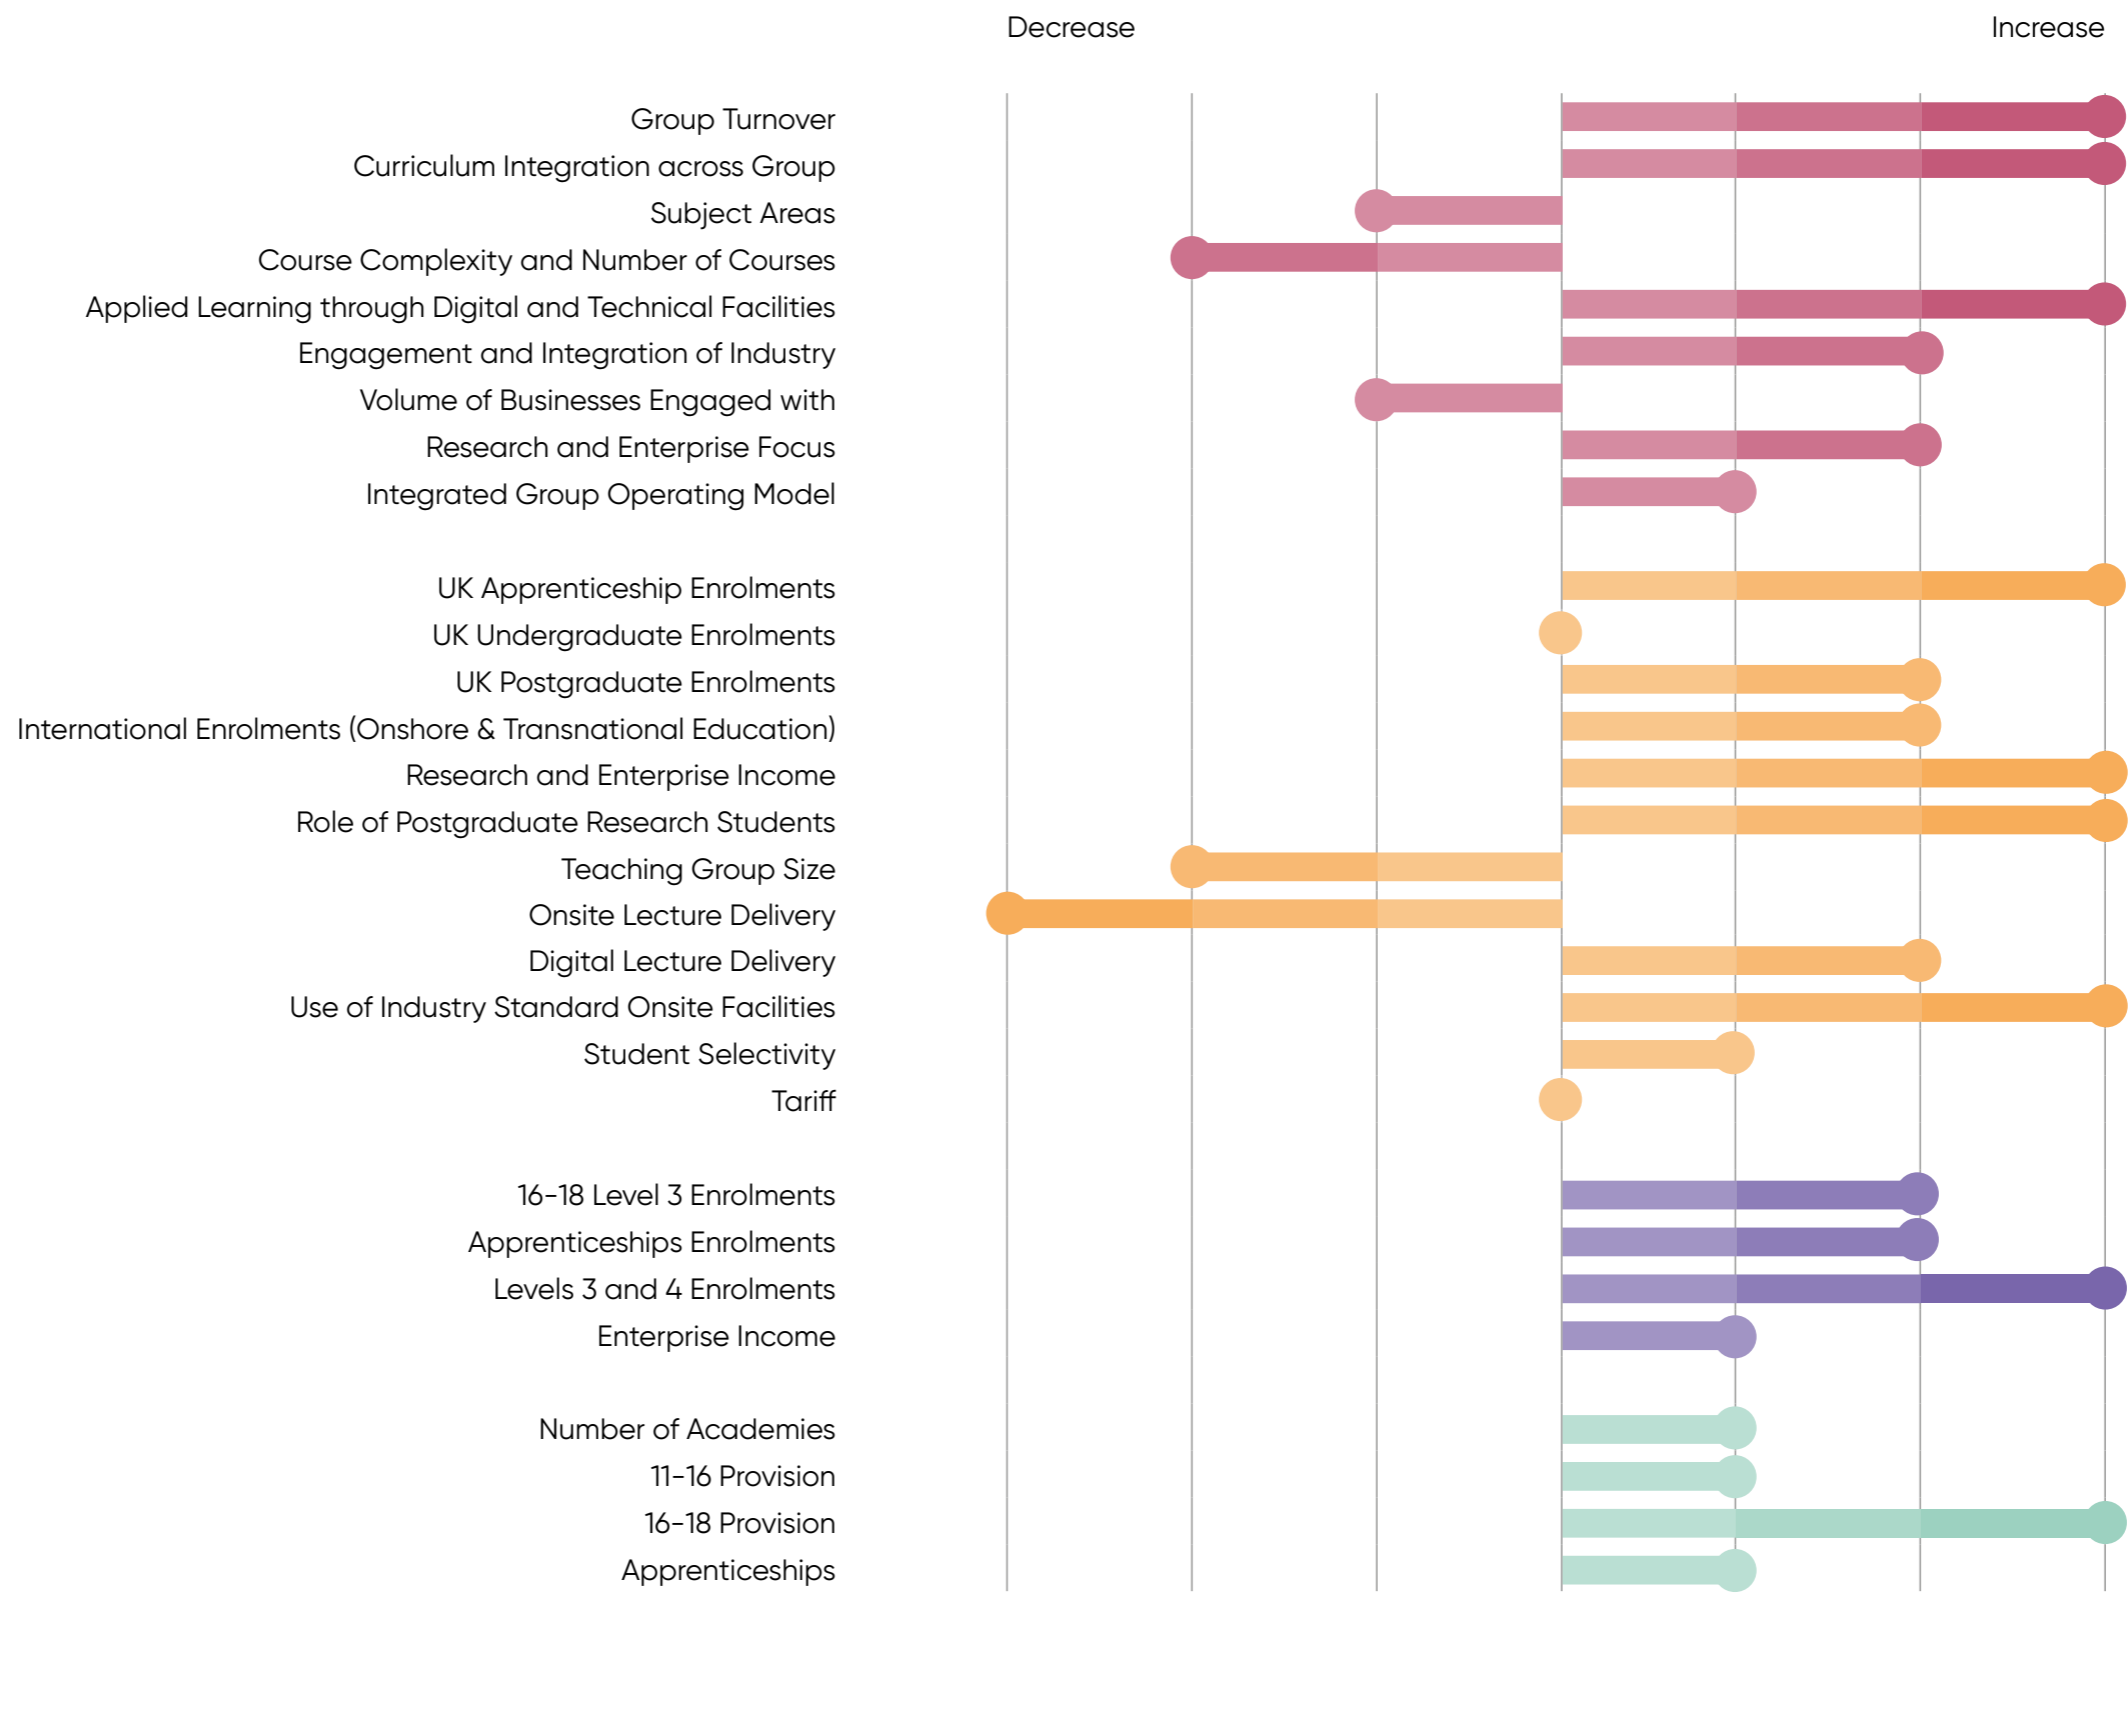 Decrease
Increase
Group Turnover
Curriculum Integration across Group
Subject Areas
Course Complexity and Number of Courses
Applied Learning through Digital and Technical Facilities
Engagement and Integration of Industry
Volume of Businesses Engaged with
Research and Enterprise Focus
Integrated Group Operating Model
UK Apprenticeship Enrolments
UK Undergraduate Enrolments
UK Postgraduate Enrolments
International Enrolments (Onshore & Transnational Education)
Research and Enterprise Income
Role of Postgraduate Research Students
Teaching Group Size
Onsite Lecture Delivery
Digital Lecture Delivery
Use of Industry Standard Onsite Facilities
Student Selectivity
Tariff
16-18 Level 3 Enrolments
Apprenticeships Enrolments
Levels 3 and 4 Enrolments
Enterprise Income
Number of Academies
11-16 Provision
16-18 Provision
Apprenticeships